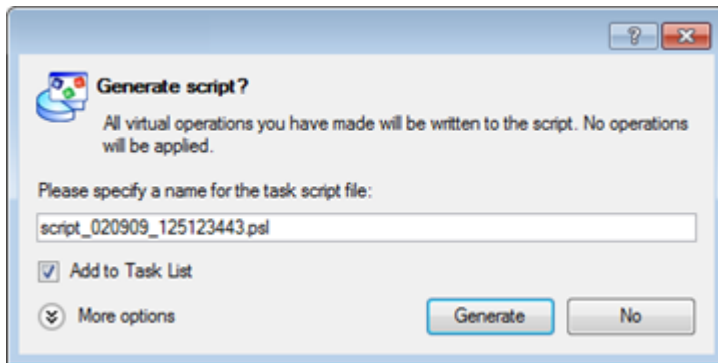 ?
Generate script?
All virtual operations you have made will be written to the script. No operations
will be applied.
Please specify a name for the task script file:
script_020909_125123443.psl
Add to Task List
More options
Generate
No